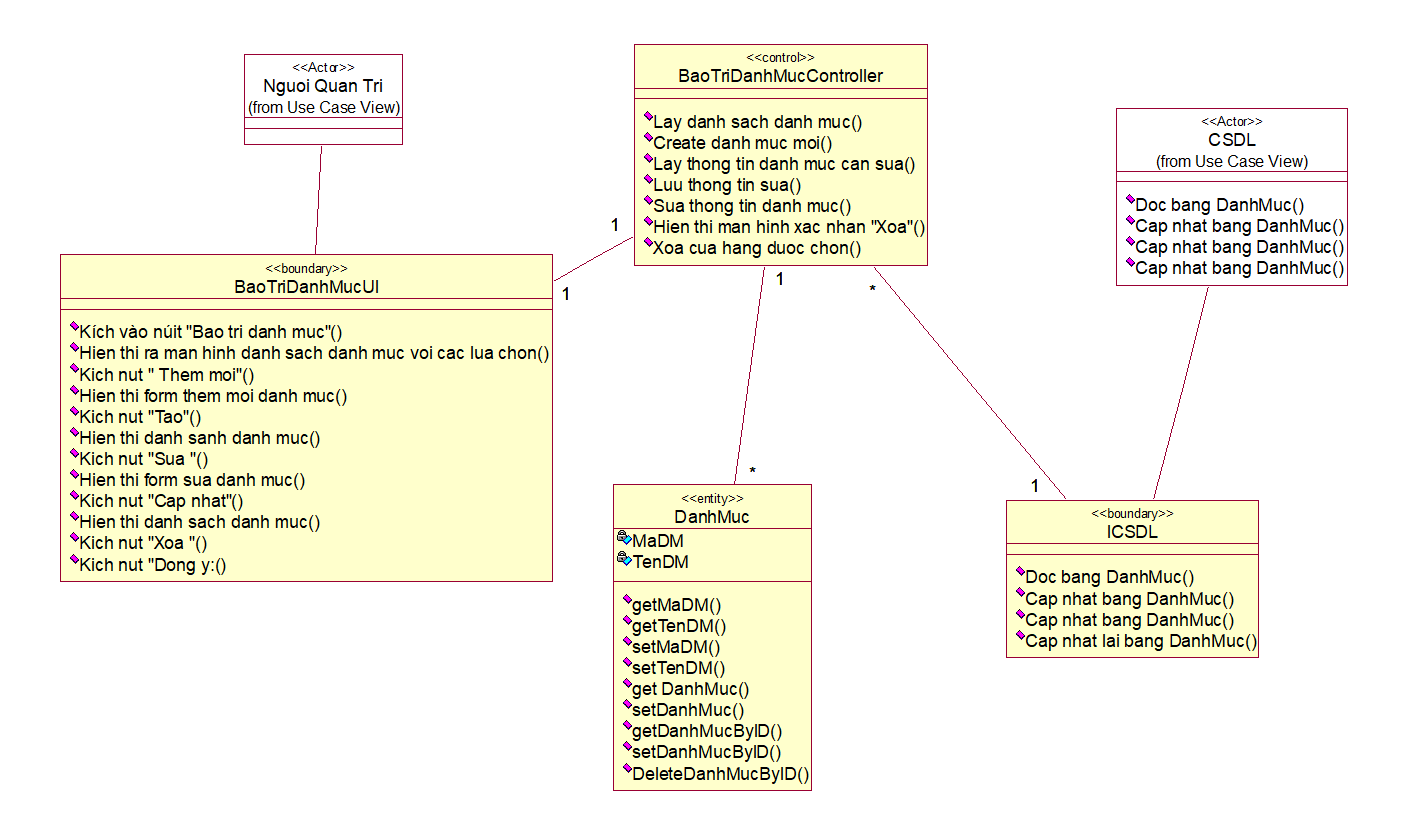 <<Actor>>
Nguoi Quan Tri
(from Use Case View)
<<control>>
BaoTriDanhMucController
Lay danh sach danh muc()
Create danh muc moi()
Lay thong tin danh muc can sua()
Luu thong tin sua()
Sua thong tin danh muc()
Hien thi man hinh xac nhan "Xoa"()
Xoa cua hang duoc chon()
<<Actor>>
CSDL
(from Use Case View)
Doc bang DanhMuc()
Cap nhat bang DanhMuc()
Cap nhat bang DanhMuc()
Cap nhat bang DanhMuc()
1
1
1
*
<<boundary>>
BaoTriDanhMucUI
Kích vào núit "Bao tri danh muc"()
Hien thi ra man hinh danh sach danh muc voi cac lua chon()
Kich nut " Them moi"()
Hien thi form them moi danh muc()
Kich nut "Tao"()
Hien thi danh sanh danh muc()
Kich nut "Sua "()
Hien thi form sua danh muc()
Kich nut "Cap nhat"()
Hien thi danh sach danh muc()
Kich nut "Xoa "()
Kich nut "Dong y:()
*
1
<<entity>>
DanhMuc
MaDM
TenDM
getMaDM()
getTenDM()
setMaDM()
setTenDM()
get DanhMuc()
setDanhMuc()
getDanhMucByID()
setDanhMucByID()
DeleteDanhMucByID()
<<boundary>>
ICSDL
Doc bang DanhMuc()
Cap nhat bang DanhMuc()
Cap nhat bang DanhMuc()
Cap nhat lai bang DanhMuc()